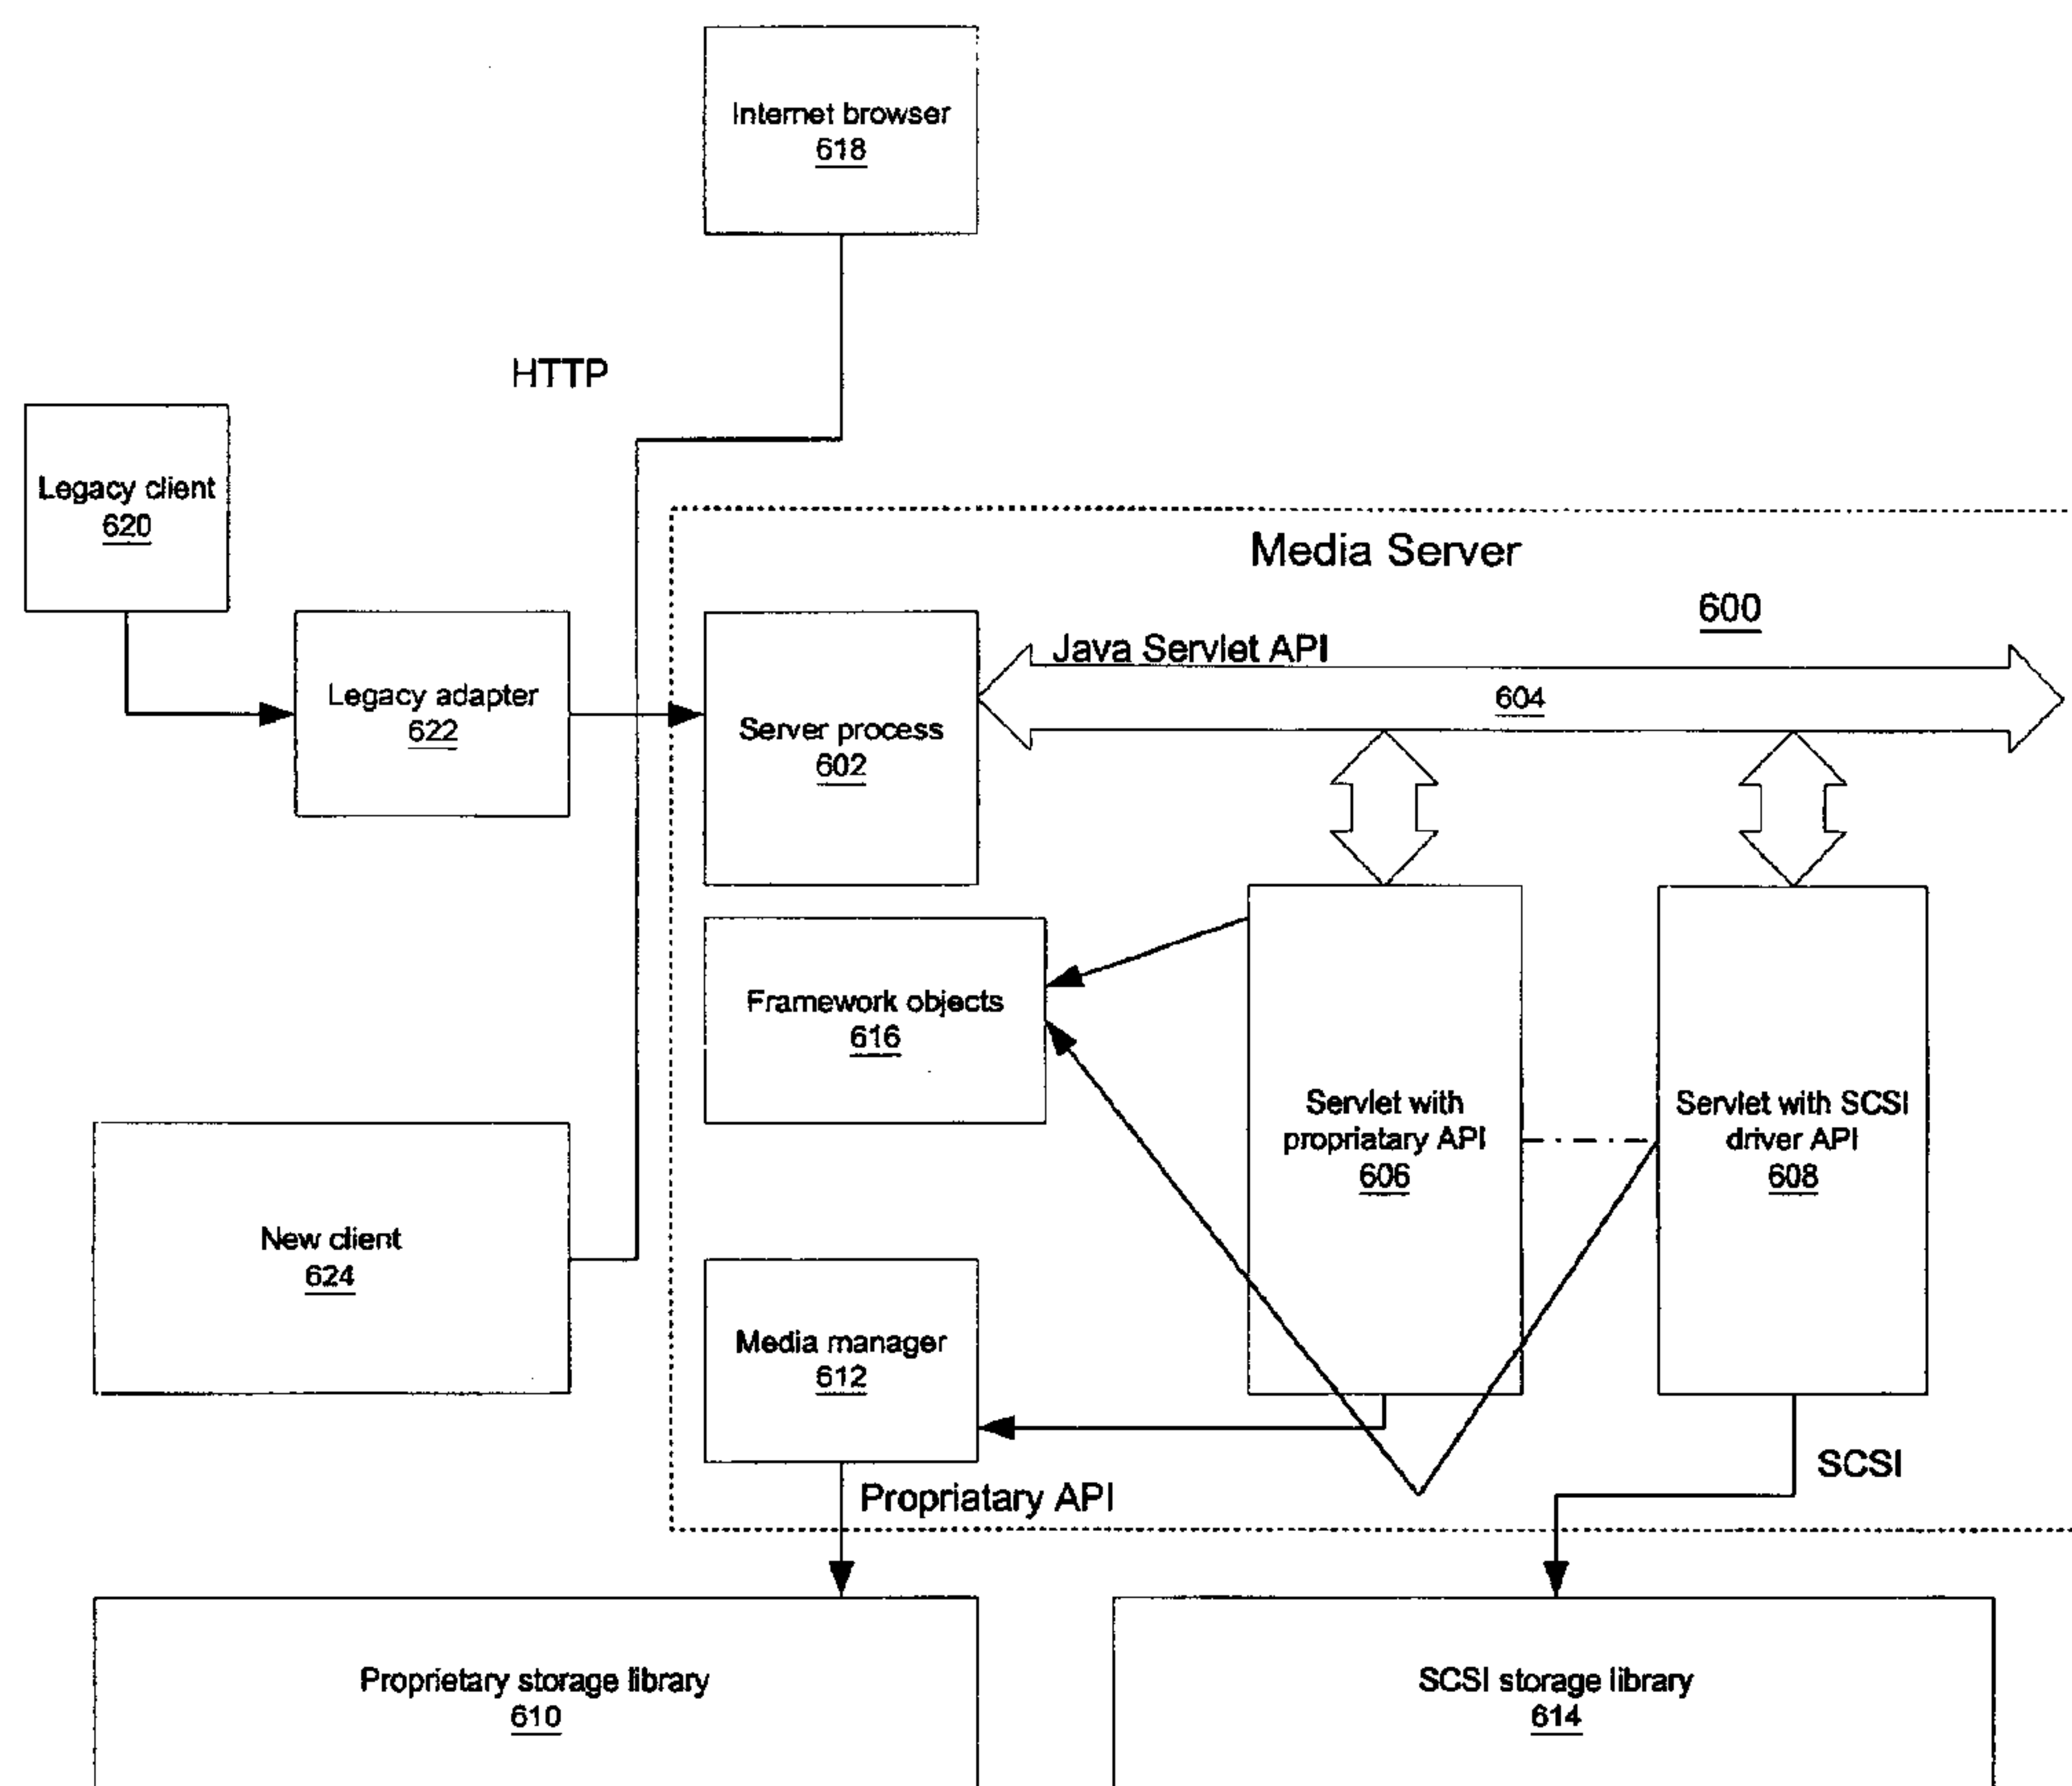 Internet browser
618
HTTP
Legacy client
620
Media Server
600
Java Servlet API
604
Legacy adapter
622
Server process
602
Framework objects
616
Servlet with
propriatary API
606
Servlet with SCSI
driver API
608
New client
624
Media manager
612
SCSI
Propriatary API
Proprietary storage library
610
SCSI storage library
614